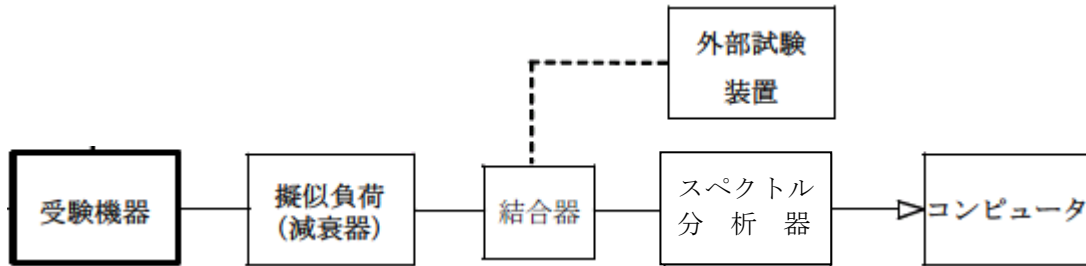 外部試験
装置
受験機器
擬似負荷
(減衰器)
結合器
スペクトル
分 析 器
コンピュータ